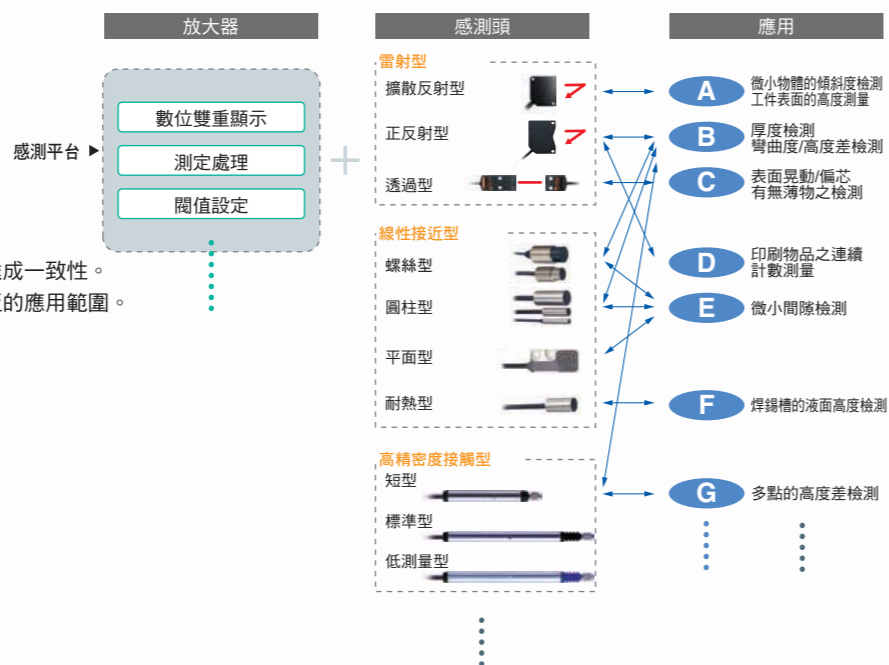 放大器
感測平台
數位雙重顯示
測定處理
閥值設定
成一致性。
的應用範圍。
感測頭
雷射型
擴散反射型
正反射型
透過型
線性接近型
螺絲型
圓柱型
平面型
耐熱型
高精密度接觸型
短型
標準型
低測量型
應用
A
微小物體的傾斜度檢測
工件表面的高度測量
B
厚度檢測
彎曲度/高度差檢測
C
表面晃動/偏芯
有無薄物之檢測
D
印刷物品之連續
計數測量
E
微小間隙檢測
F
焊錫槽的液面高度檢測
G
多點的高度差檢測